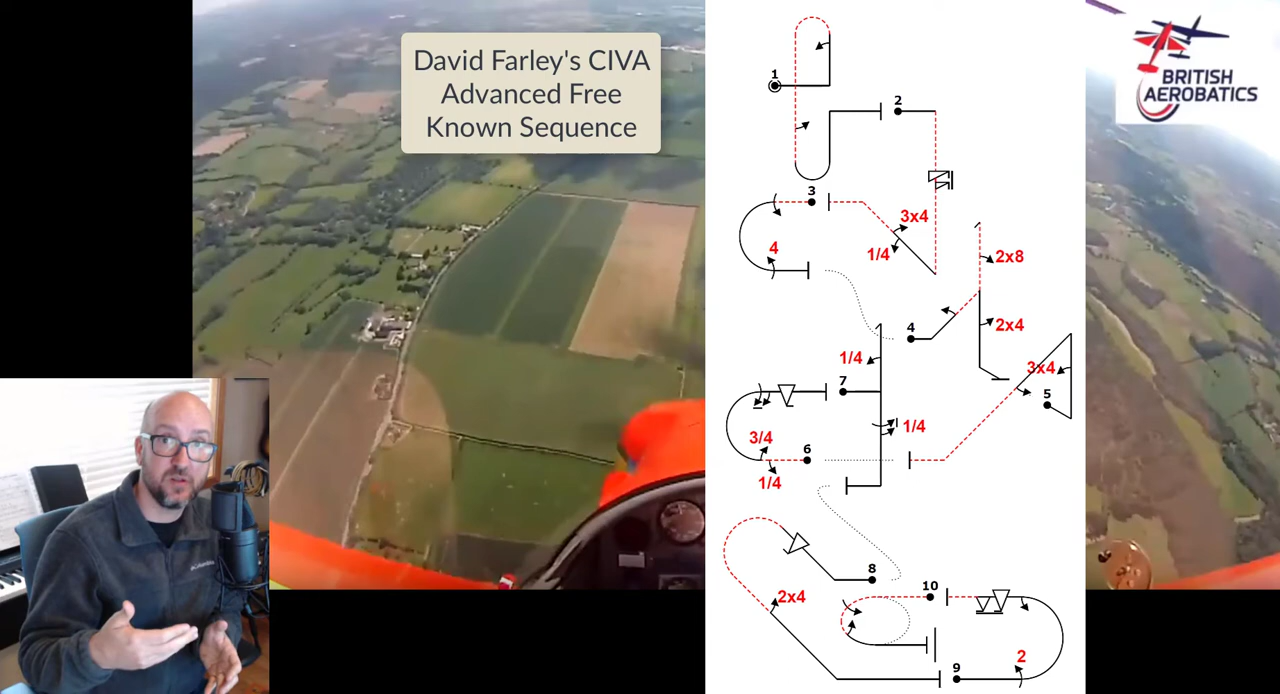 David Farley's CIVA
Advanced Free
Known Sequence
BRITISH
AEROBATICS
1
2
3
3x4
4
1/4
2x8
4
2x4
1/4
3x4
5
7
1/4
3/4
6
1/4
8
2x4
10
2
9